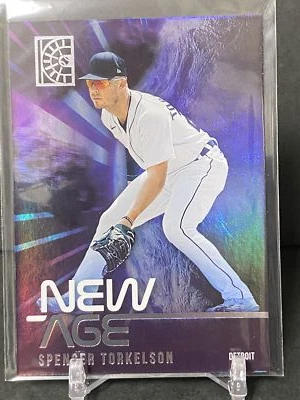 NEW
AGE
SPENCER TORKELSON
DETROIT